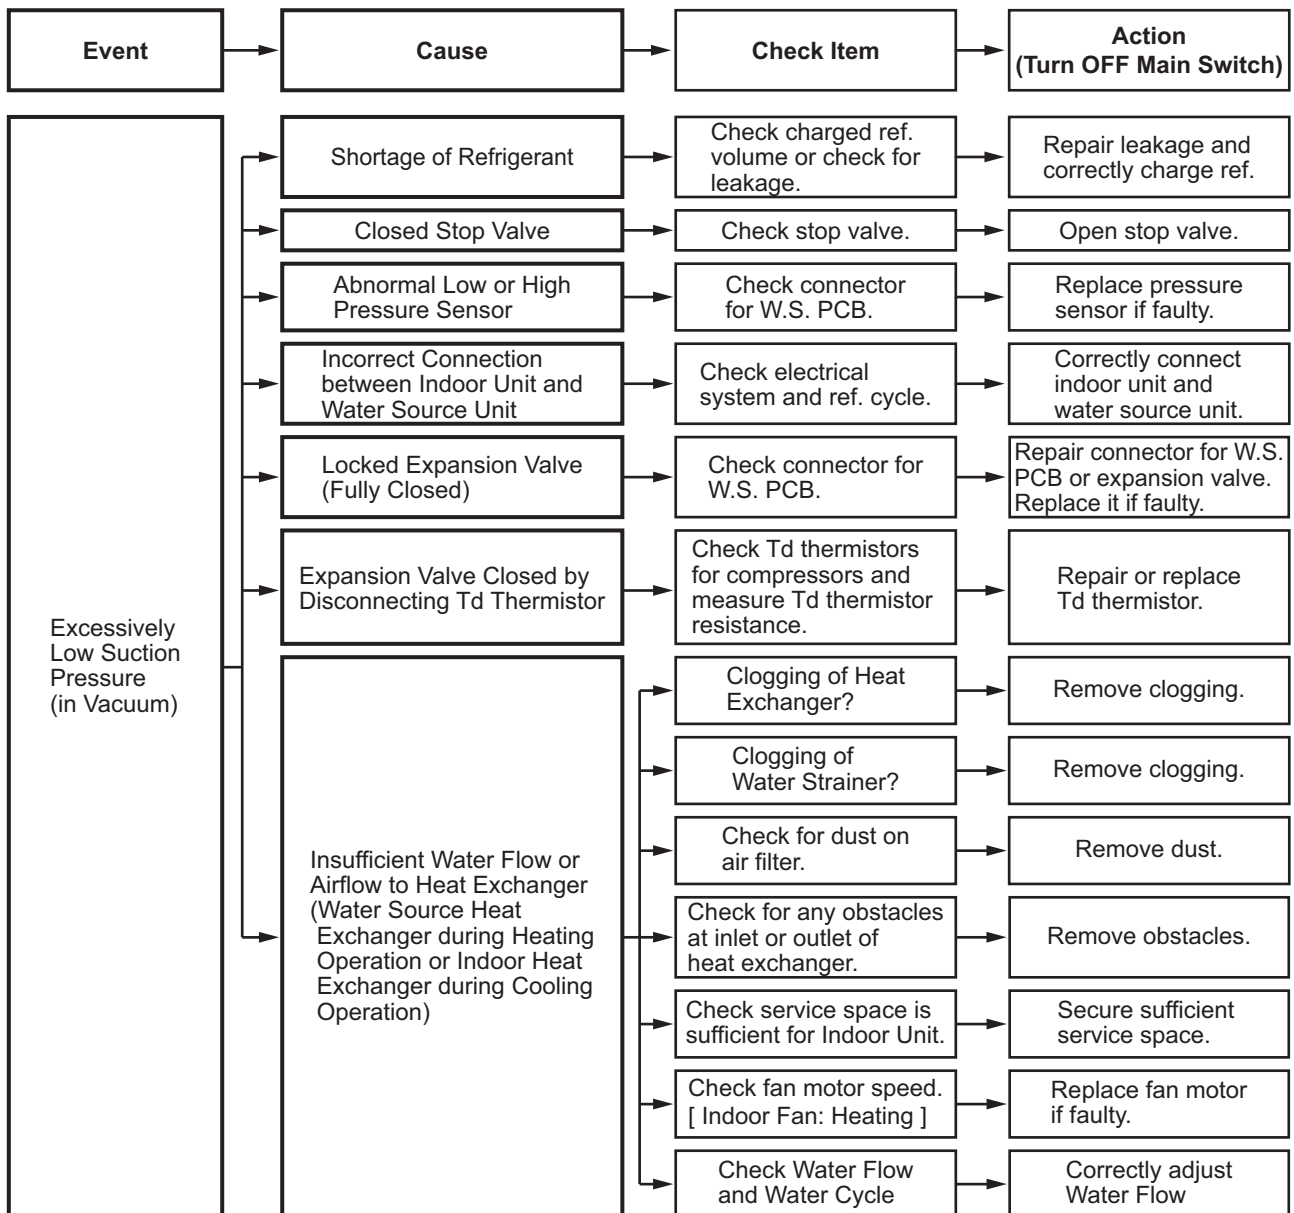 Event
Cause
Check Item
Action
(Turn OFF Main Switch)
Excessively
Low Suction
Pressure
(in Vacuum)
Shortage of Refrigerant
Check charged ref.
volume or check for
leakage.
Repair leakage and
correctly charge ref.
Closed Stop Valve
Check stop valve.
Open stop valve.
Abnormal Low or High
Pressure Sensor
Check connector
for W.S. PCB.
Replace pressure
sensor if faulty.
Incorrect Connection
between Indoor Unit and
Water Source Unit
Check electrical
system and ref. cycle.
Correctly connect
indoor unit and
water source unit.
Locked Expansion Valve
(Fully Closed)
Check connector for
W.S. PCB.
Repair connector for W.S.
PCB or expansion valve.
Replace it if faulty.
Expansion Valve Closed by
Disconnecting Td Thermistor
Check Td thermistors
for compressors and
measure Td thermistor
resistance.
Repair or replace
Td thermistor.
Insufficient Water Flow or
Airflow to Heat Exchanger
(Water Source Heat
Exchanger during Heating
Operation or Indoor Heat
Exchanger during Cooling
Operation)
Clogging of Heat
Exchanger?
Remove clogging.
Clogging of
Water Strainer?
Remove clogging.
Check for dust on
air filter.
Remove dust.
Check for any obstacles
at inlet or outlet of
heat exchanger.
Remove obstacles.
Check service space is
sufficient for Indoor Unit.
Secure sufficient
service space.
Check fan motor speed.
[ Indoor Fan: Heating ]
Replace fan motor
if faulty.
Check Water Flow
and Water Cycle
Correctly adjust
Water Flow